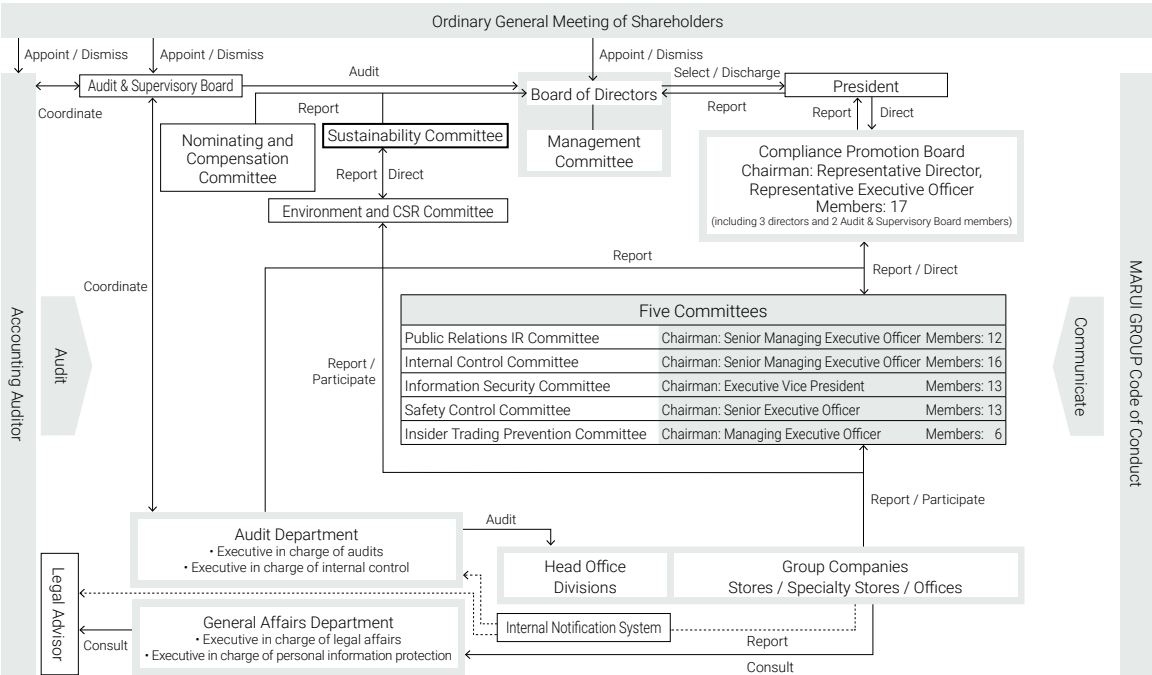 Ordinary General Meeting of Shareholders
Appoint / Dismiss
Appoint / Dismiss
Appoint / Dismiss
Audit & Supervisory Board
Audit
Board of Directors
Select / Discharge
Report
President
Coordinate
Report
Report
Direct
Nominating and
Compensation
Committee
Sustainability Committee
Management
Committee
Report
Direct
Environment and CSR Committee
Compliance Promotion Board
Chairman: Representative Director,
Representative Executive Officer
Members: 17
(including 3 directors and 2 Audit & Supervisory Board members)
Coordinate
Report
Report / Direct
Accounting Auditor
Audit
Report /
Participate
Five Committees
Public Relations IR Committee Chairman: Senior Managing Executive Officer Members: 12
Internal Control Committee Chairman: Senior Managing Executive Officer Members: 16
Information Security Committee Chairman: Executive Vice President Members: 13
Safety Control Committee Chairman: Senior Executive Officer Members: 13
Insider Trading Prevention Committee Chairman: Managing Executive Officer Members: 6
Communicate
MARUI GROUP Code of Conduct
Report / Participate
Audit Department
• Executive in charge of audits
• Executive in charge of internal control
Audit
Head Office
Divisions
Group Companies
Stores / Specialty Stores / Offices
Legal Advisor
Consult
General Affairs Department
• Executive in charge of legal affairs
• Executive in charge of personal information protection
Internal Notification System
Report
Consult